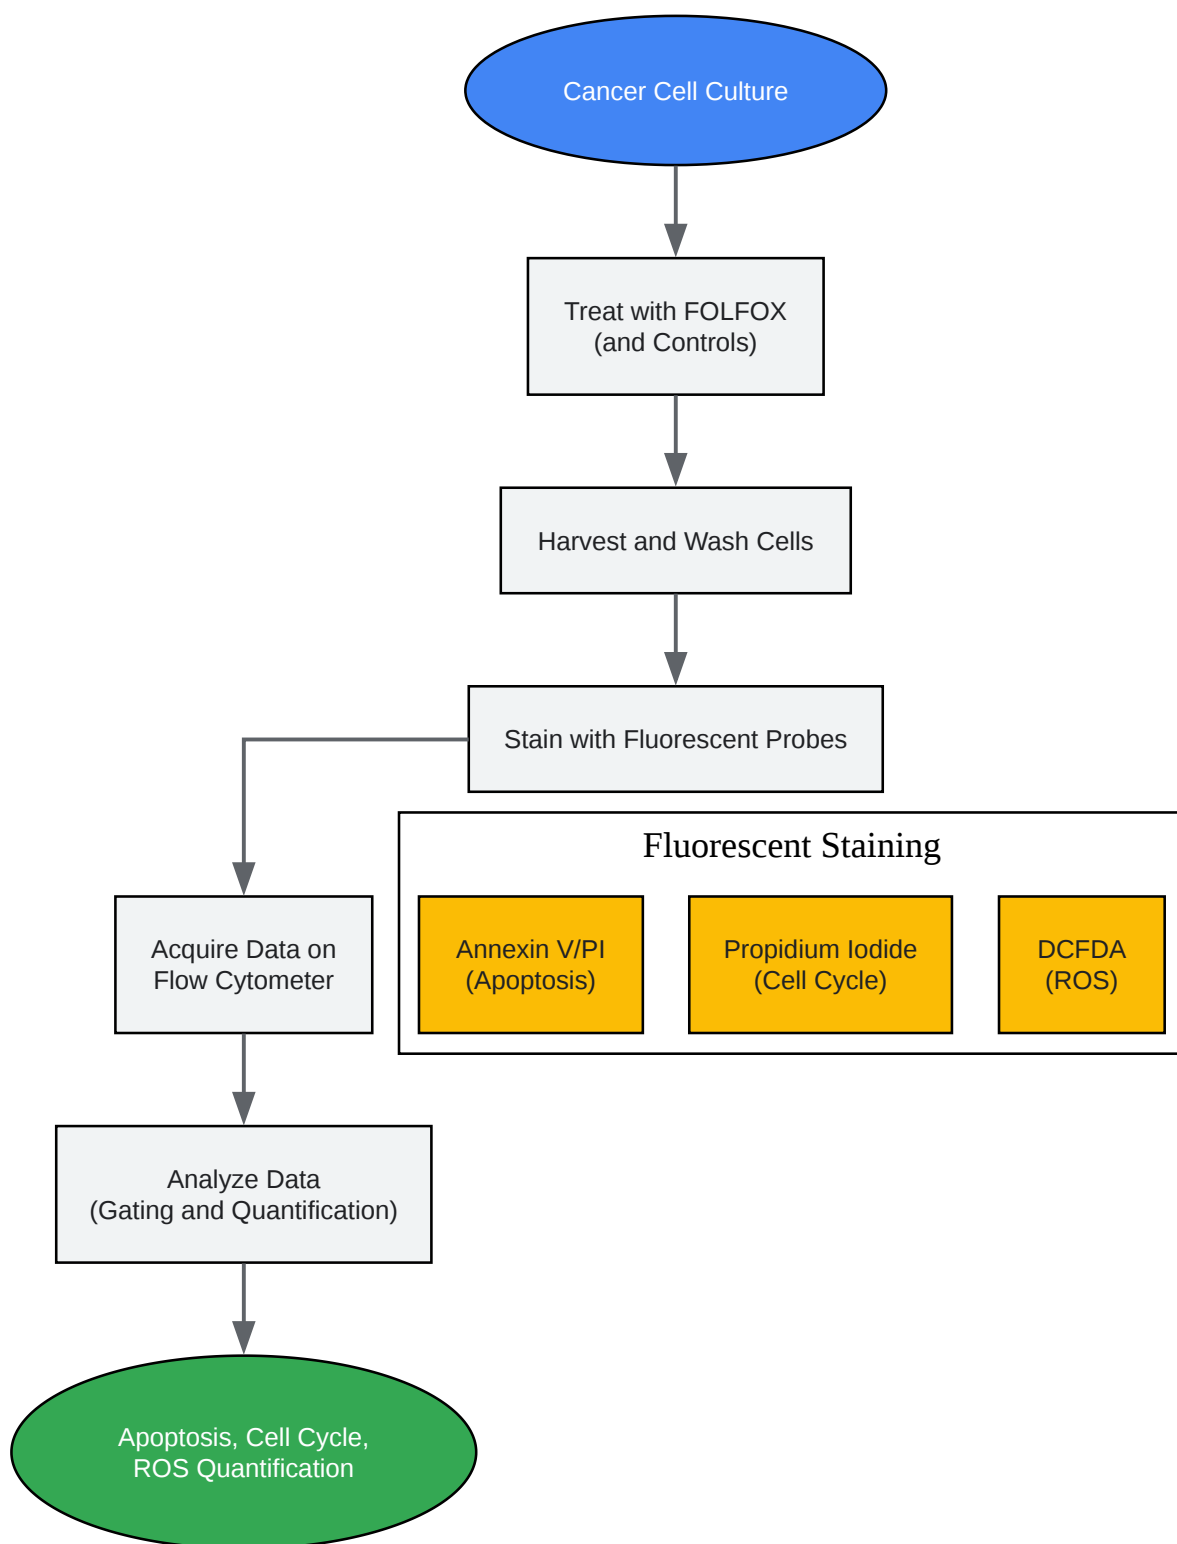 Cancer Cell Culture
Treat with FOLFOX
(and Controls)
Harvest and Wash Cells
Stain with Fluorescent Probes
Fluorescent Staining
Acquire Data on
Flow Cytometer
Annexin V/PI
(Apoptosis)
Propidium Iodide
(Cell Cycle)
DCFDA
(ROS)
Analyze Data
(Gating and Quantification)
Apoptosis, Cell Cycle,
ROS Quantification